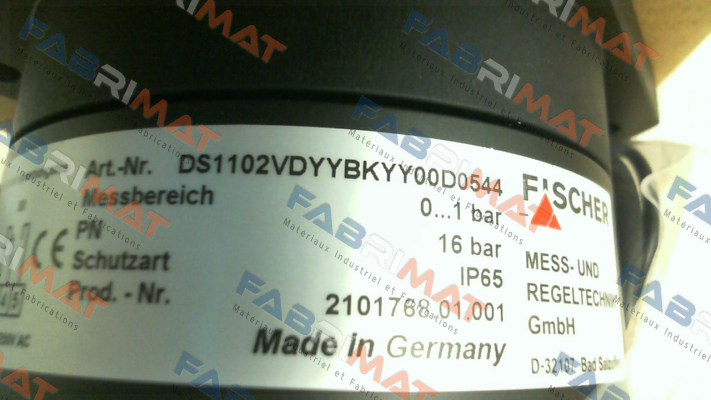 Art.-Nr. DS1102VDYYBKYY00D0544
Messbereich 0...1 bar
PN 16 bar
Schutzart IP65
Prod. - Nr. 2101768.01.001
Made in Germany
FISCHER
MESS- UND
REGELTECHNIK
GmbH
D-32107 Bad
CE
FABRIMAT
Materiaux Industriel et Fabrications